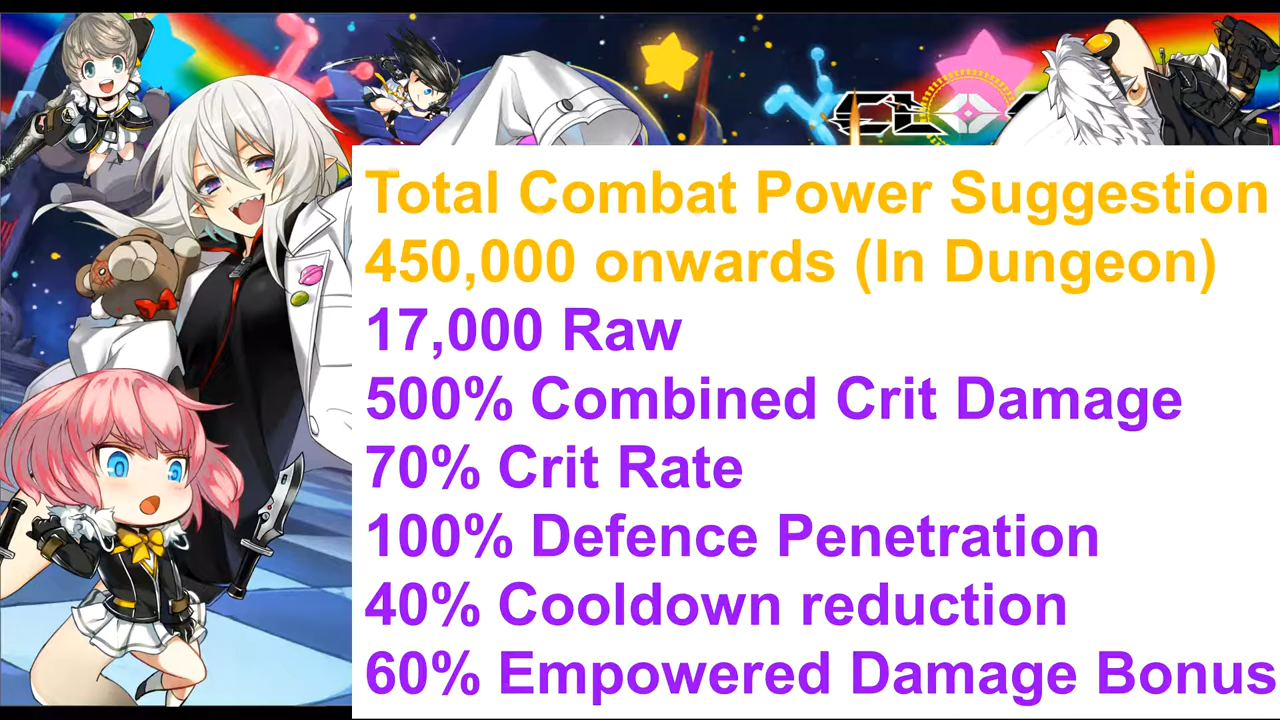 Total Combat Power Suggestion
450,000 onwards (In Dungeon)
17,000 Raw
500% Combined Crit Damage
70% Crit Rate
100% Defence Penetration
40% Cooldown reduction
60% Empowered Damage Bonus